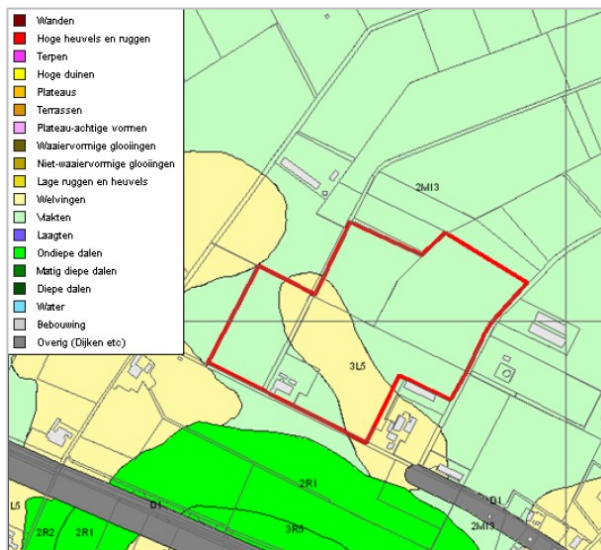 Wanden
Hoge heuvels en ruggen
Terpen
Hoge duinen
Plateaus
Terrassen
Plateau-achtige vormen
Waaiervormige glooiingen
Niet-waaiervormige glooiingen
Lage ruggen en heuvels
Welvingen
Vlakten
Laagten
Ondiepe dalen
Matig diepe dalen
Diepe dalen
Water
Bebouwing
Overig (Dijken etc)
2M13
3L5
2R1
L5
D1
D1
2R2
2R1
3R5
2M13